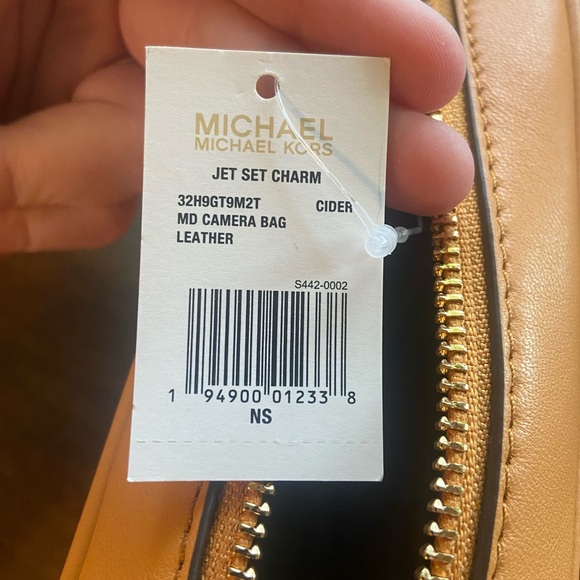 MICHAEL
MICHAEL KORS
JET SET CHARM
32H9GT9M2T CIDER
MD CAMERA BAG
LEATHER
S442-0002
1 94900 01233 8
NS